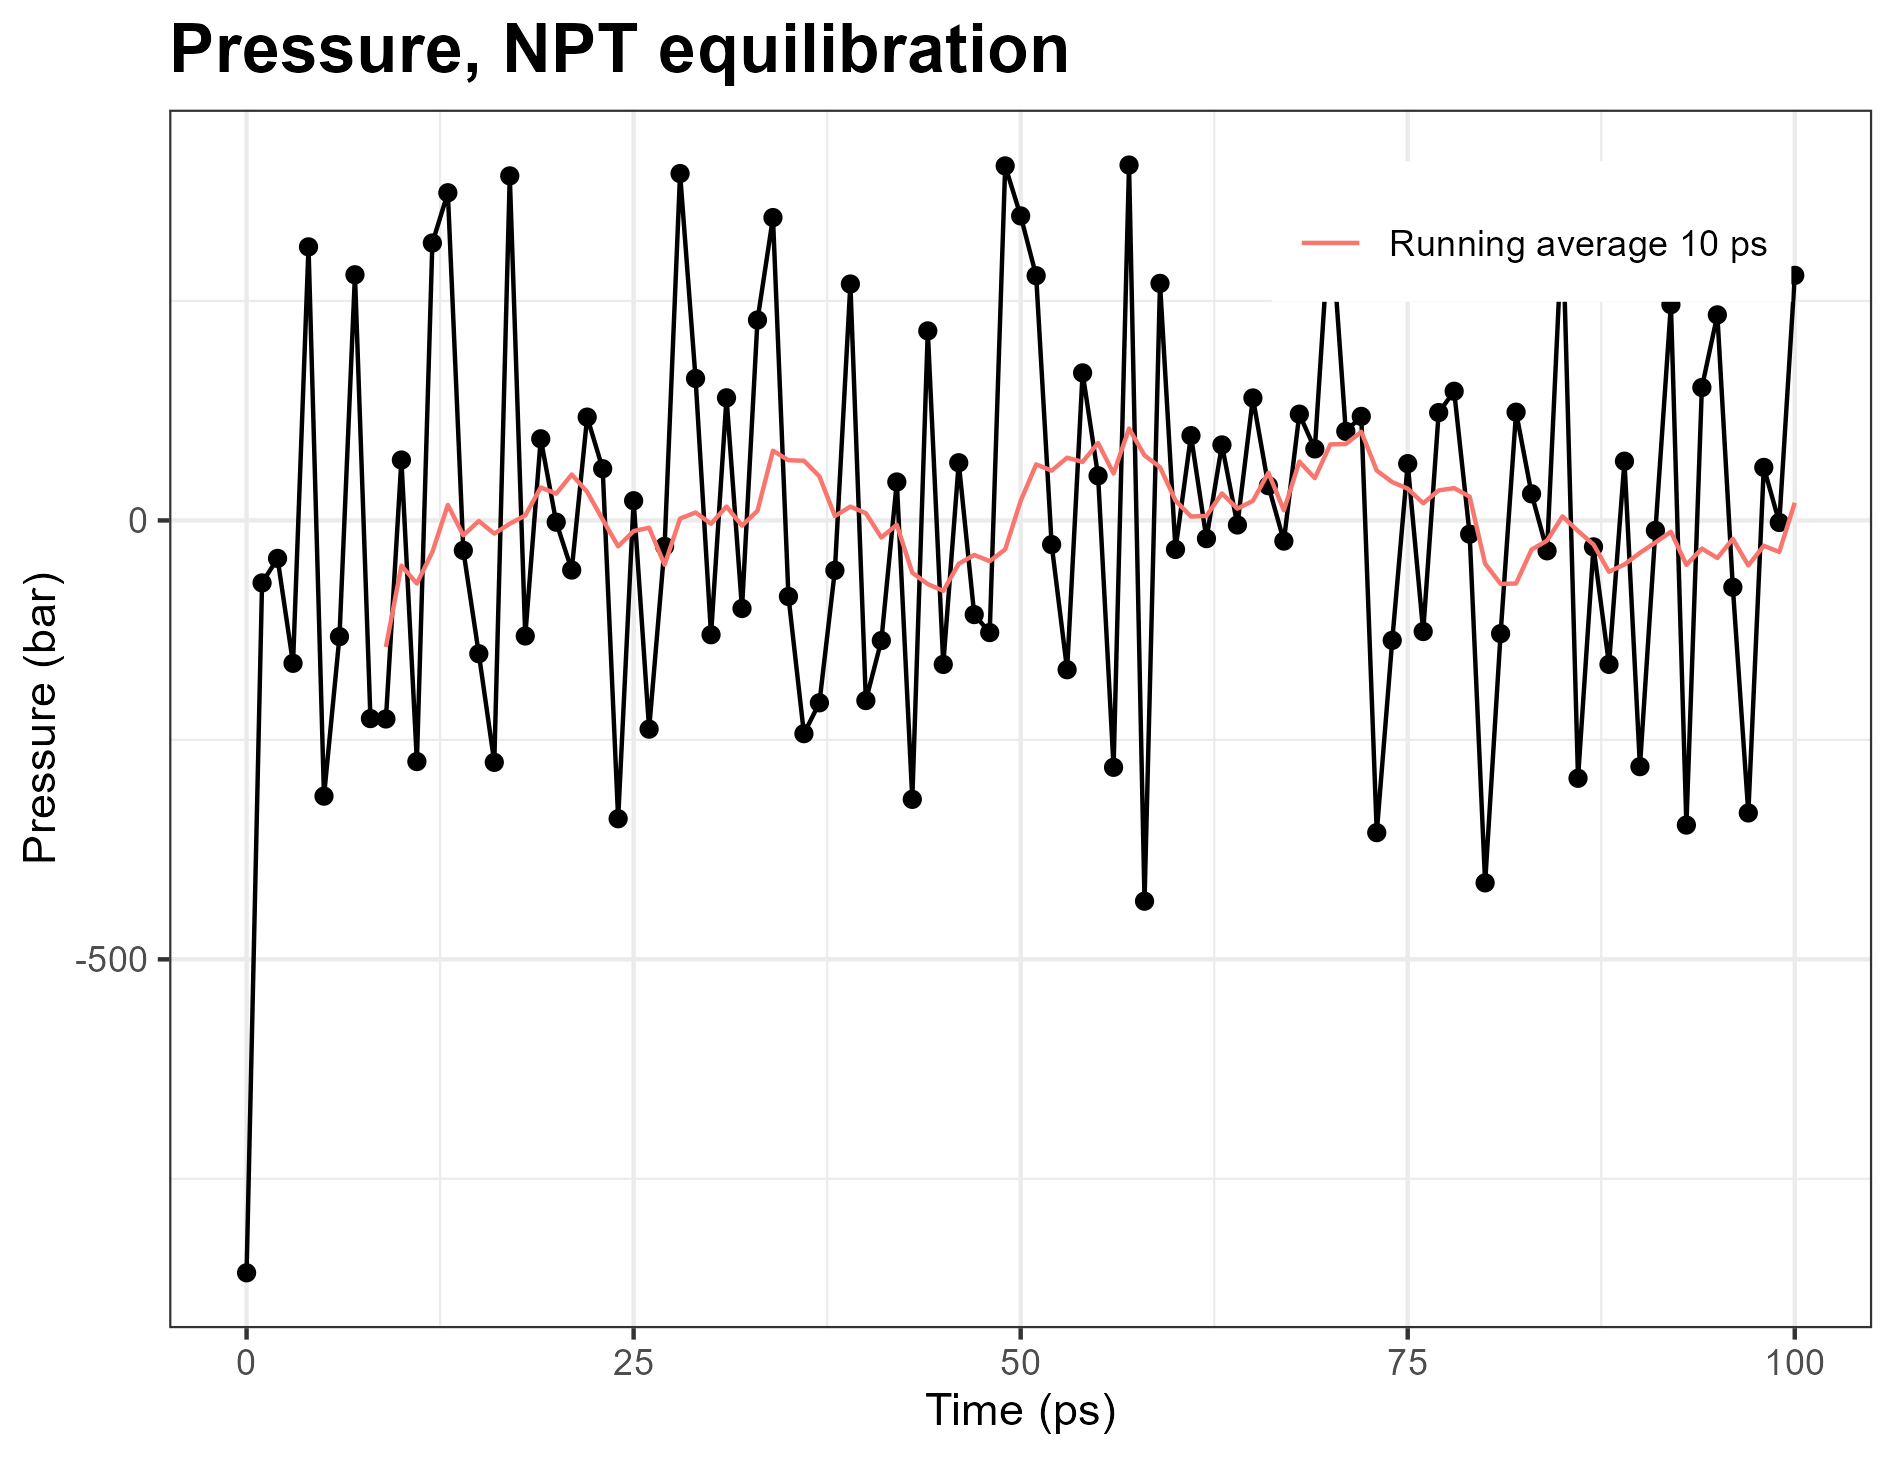 Pressure, NPT equilibration
Running average 10 ps
0
-500
Pressure (bar)
0 25 50 75 100
Time (ps)